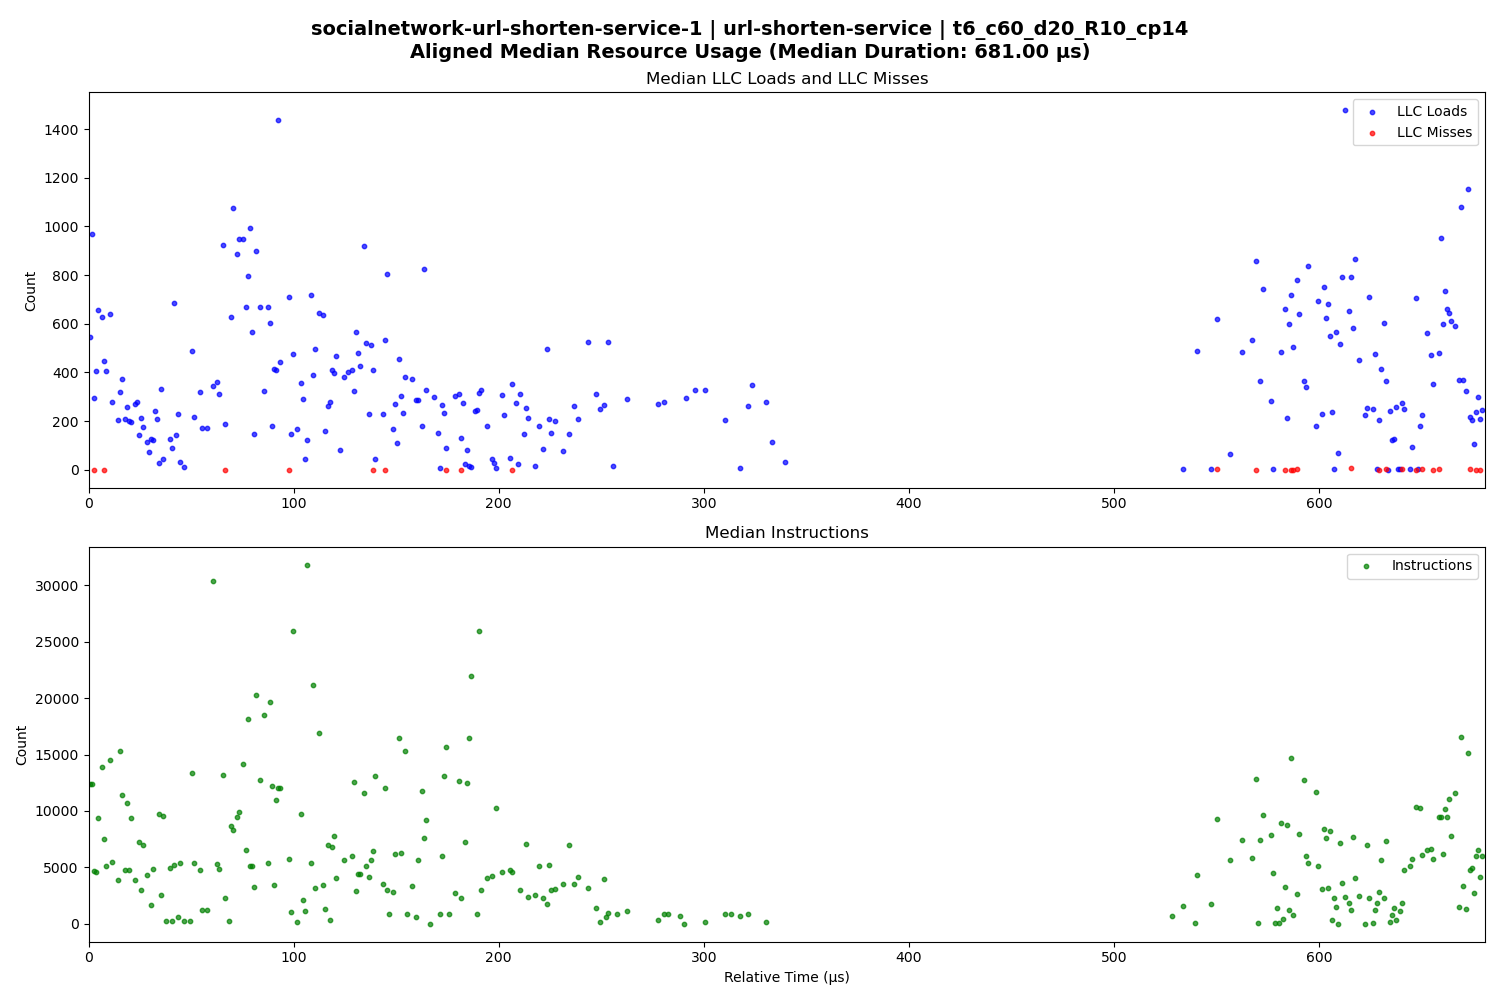 socialnetwork-url-shorten-service-1 | url-shorten-service | t6_c60_d20_R10_cp14
Aligned Median Resource Usage (Median Duration: 681.00 µs)
Median LLC Loads and LLC Misses
LLC Loads
LLC Misses
Count
1400
1200
1000
800
600
400
200
0
0 100 200 300 400 500 600
Median Instructions
Instructions
Count
30000
25000
20000
15000
10000
5000
0
0 100 200 300 400 500 600
Relative Time (µs)